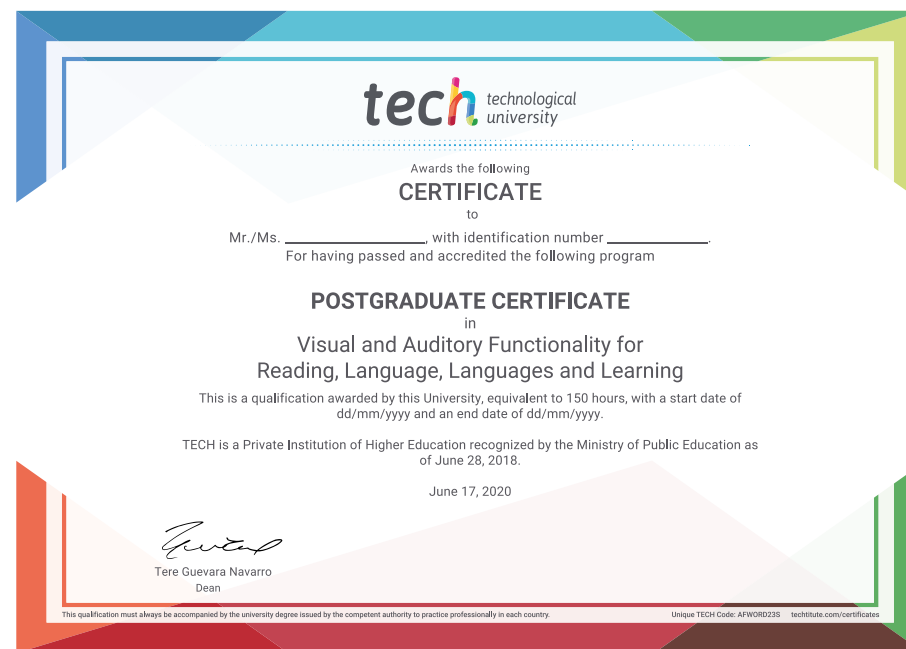 tech technological
university
Awards the following
CERTIFICATE
to
Mr./Ms. ____________________, with identification number ______________.
For having passed and accredited the following program
POSTGRADUATE CERTIFICATE
in
Visual and Auditory Functionality for
Reading, Language, Languages and Learning
This is a qualification awarded by this University, equivalent to 150 hours, with a start date of
dd/mm/yyyy and an end date of dd/mm/yyyy.
TECH is a Private Institution of Higher Education recognized by the Ministry of Public Education as
of June 28, 2018.
June 17, 2020
Tere Guevara Navarro
Dean
This qualification must always be accompanied by the university degree issued by the competent authority to practice professionally in each country. Unique TECH Code: AFWORD23S techtitute.com/certificates